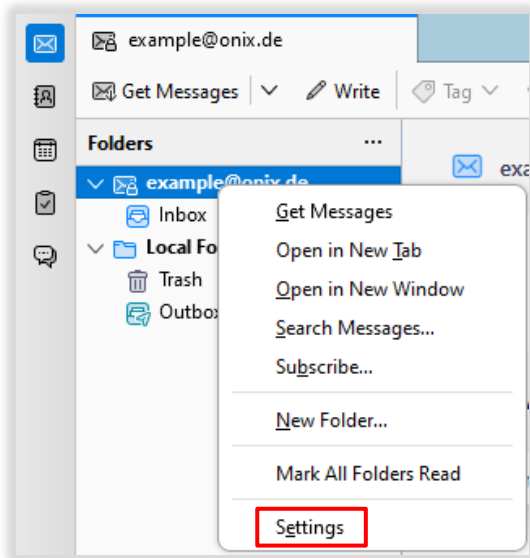 example@onix.de
Get Messages Write Tag
Folders ...
example@onix.de
Inbox
Local Fo
Trash
Outbox
exa
Get Messages
Open in New Tab
Open in New Window
Search Messages...
Subscribe...
New Folder...
Mark All Folders Read
Settings